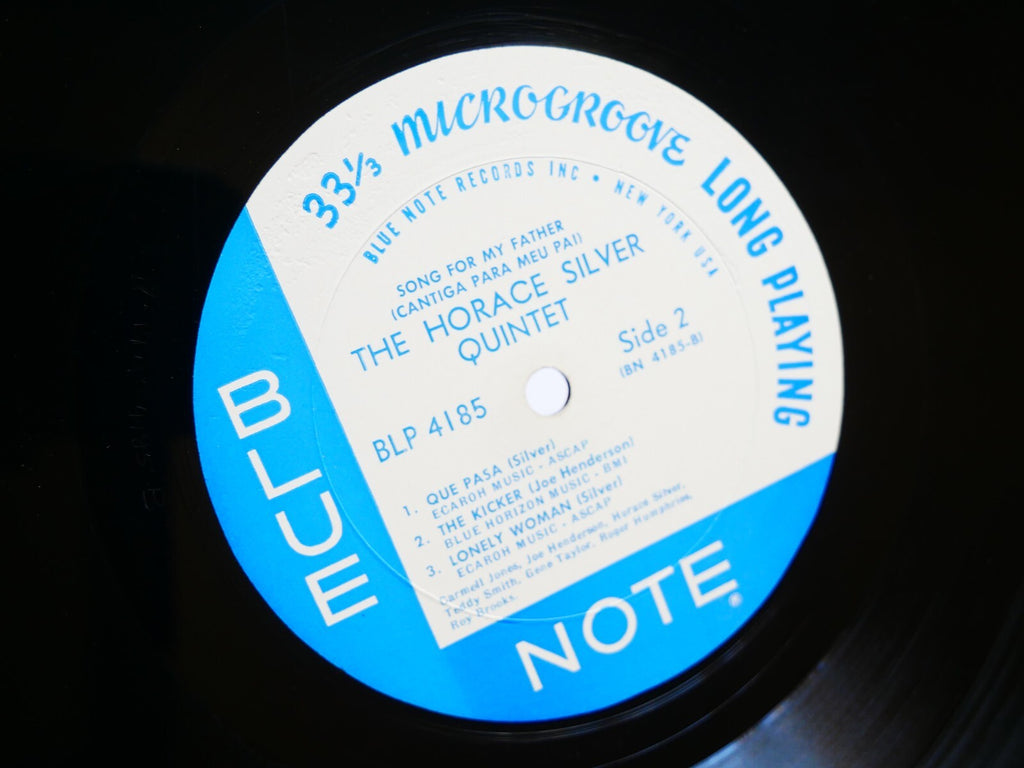 33⅓ MICROGROOVE LONG PLAYING
BLUE NOTE RECORDS INC • NEW YORK USA
SONG FOR MY FATHER
(CANTIGA PARA MEU PAI)
THE HORACE SILVER
QUINTET
Side 2
(BN 4185-B)
BLP 4185
1. QUE PASA (Silver)
ECAROH MUSIC - ASCAP
2. THE KICKER (Joe Henderson)
BLUE HORIZON MUSIC - BMI
3. LONELY WOMAN (Silver)
ECAROH MUSIC - ASCAP
Carmell Jones, Joe Henderson, Horace Silver,
Teddy Smith, Gene Taylor, Roger Humphries,
Roy Brooks.
BLUE
NOTE®